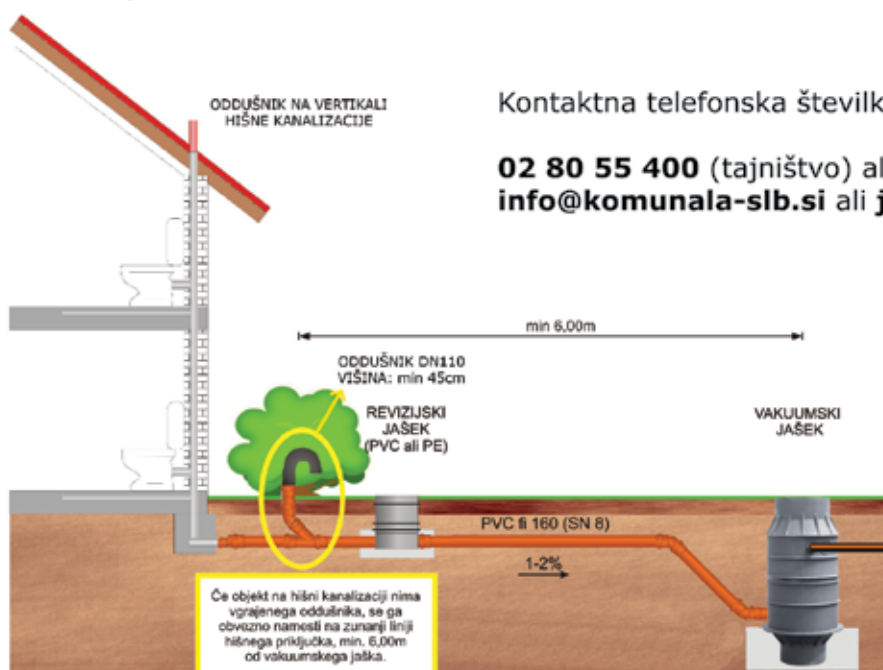 ODDUŠNIK NA VERTIKALI
HIŠNE KANALIZACIJE
Kontaktna telefonska številk
02 80 55 400 (tajništvo) al
info@komunala-slb.si ali j
min 6,00m
ODDUŠNIK DN110
VIŠINA: min 45cm
REVIZIJSKI
JAŠEK
(PVC ali PE)
VAKUUMSKI
JAŠEK
PVC fi 160 (SN 8)
1-2%
Če objekt na hišni kanalizaciji nima
vgrajenega oddušnika, se ga
obvezno namesti na zunanji liniji
hišnega priključka, min. 6,00m
od vakuumskega jaška.